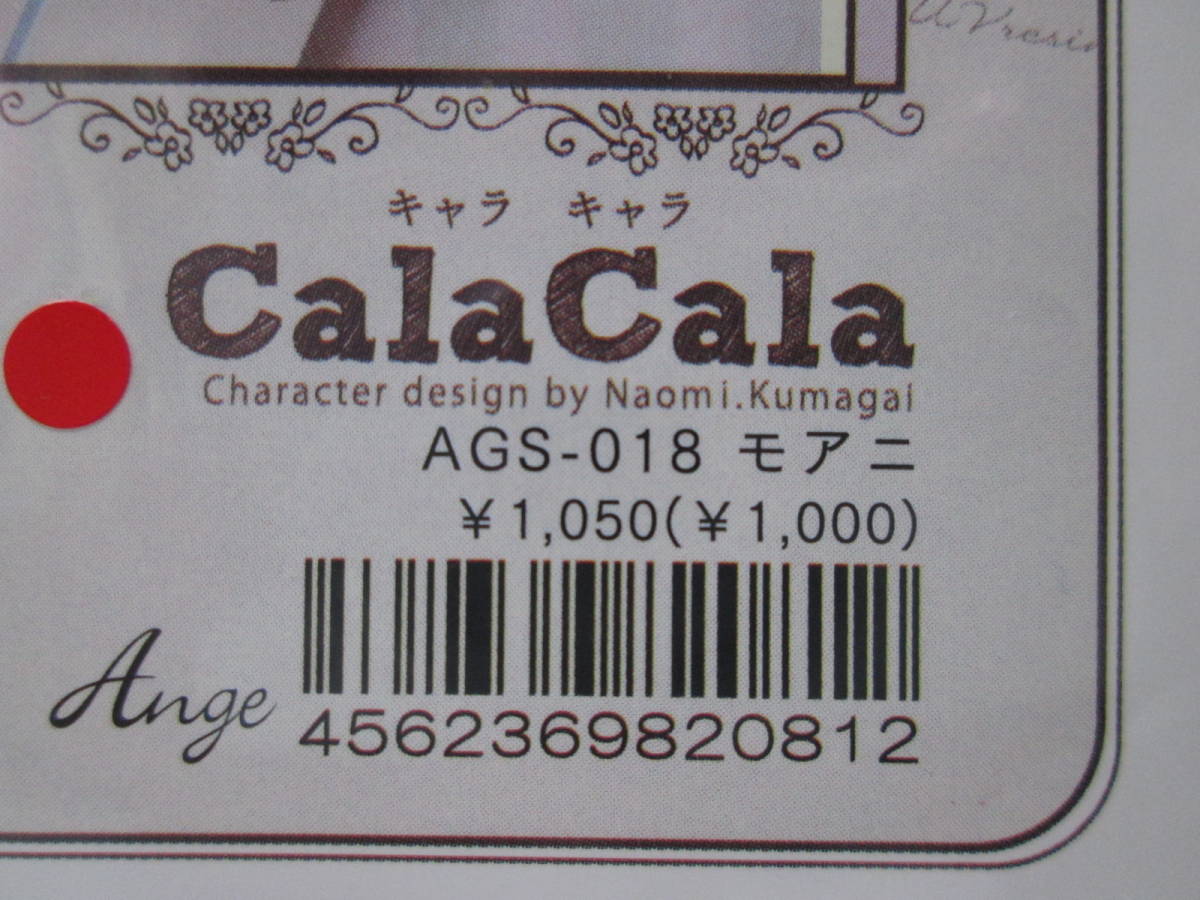 UVresin
キャラ キャラ
CalaCala
Character design by Naomi.Kumagai
AGS-018 モアニ
¥1,050(¥1,000)
Ange
4562369820812